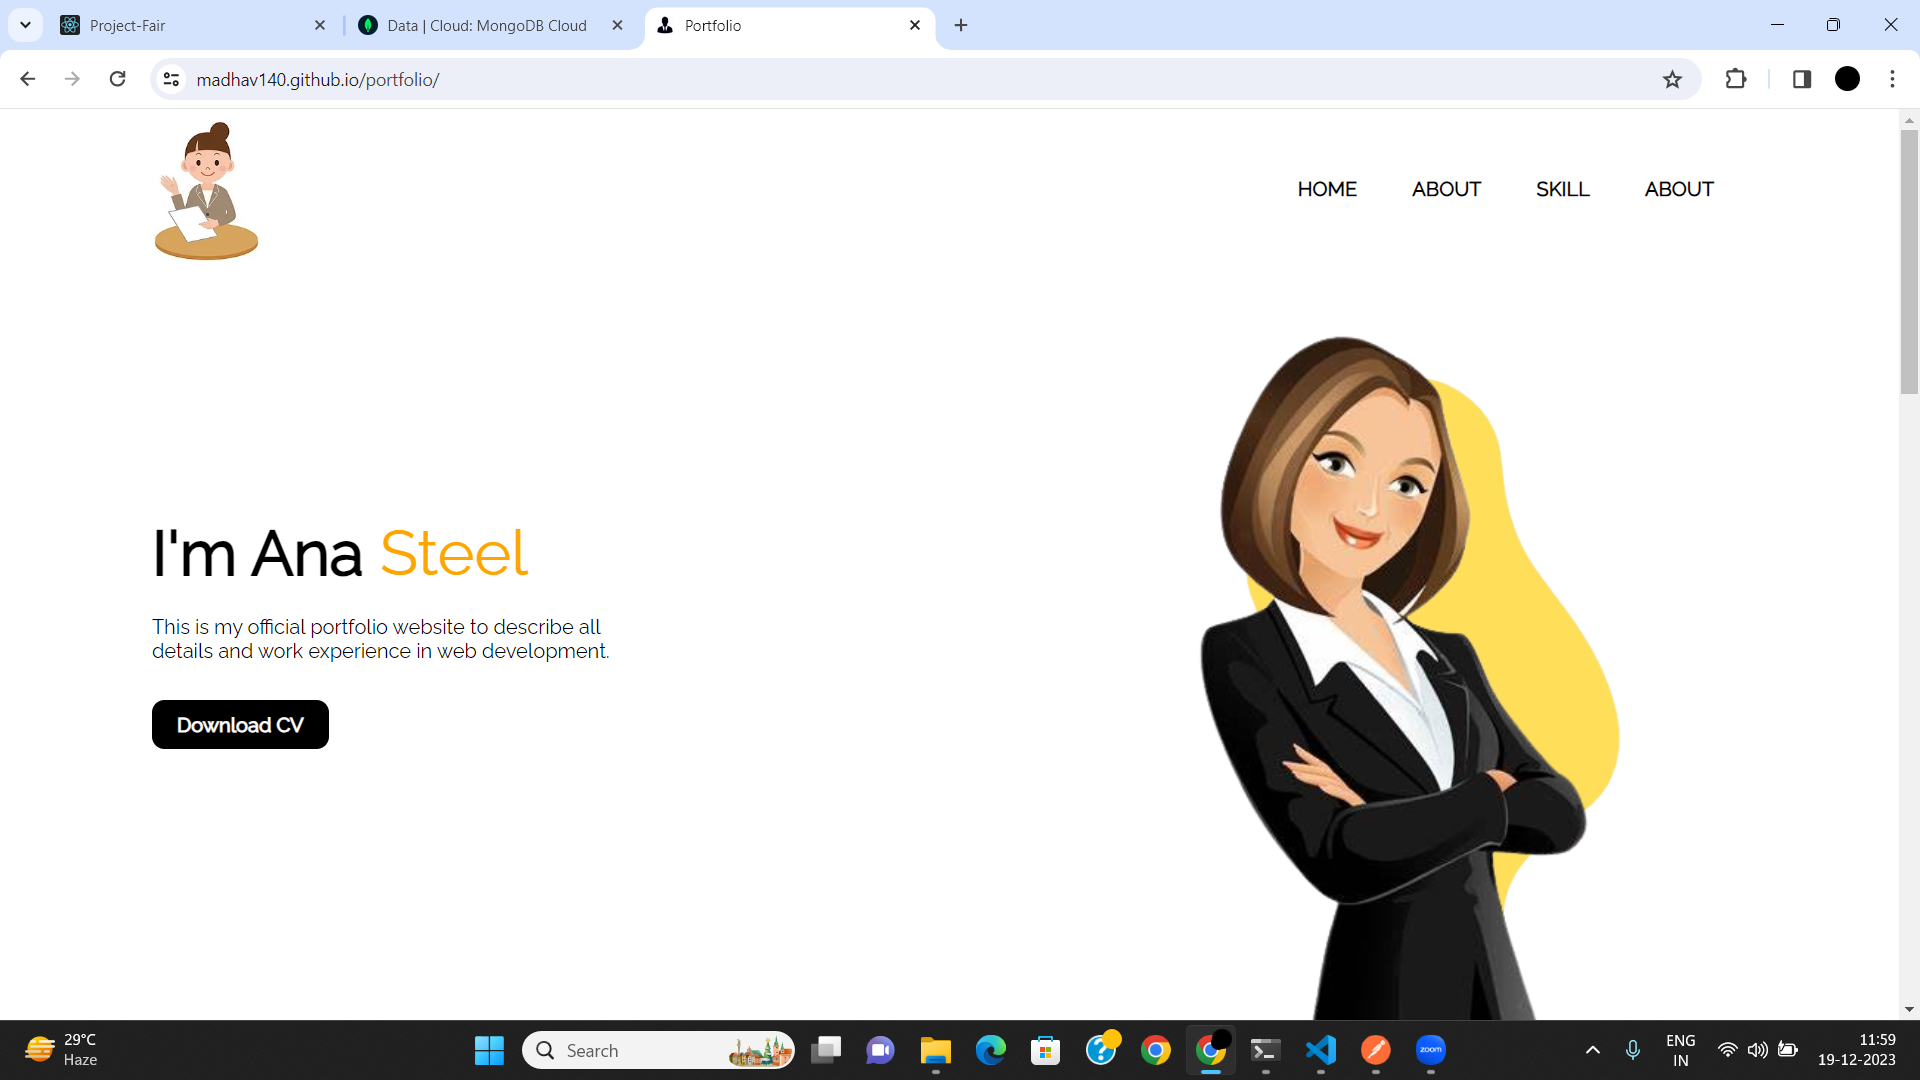 Project-Fair
Data | Cloud: MongoDB Cloud
Portfolio
madhav140.github.io/portfolio/
HOME ABOUT SKILL ABOUT
I'm Ana Steel
This is my official portfolio website to describe all
details and work experience in web development.
Download CV
29°C
Haze
Search
zoom
ENG
IN
11:59
19-12-2023